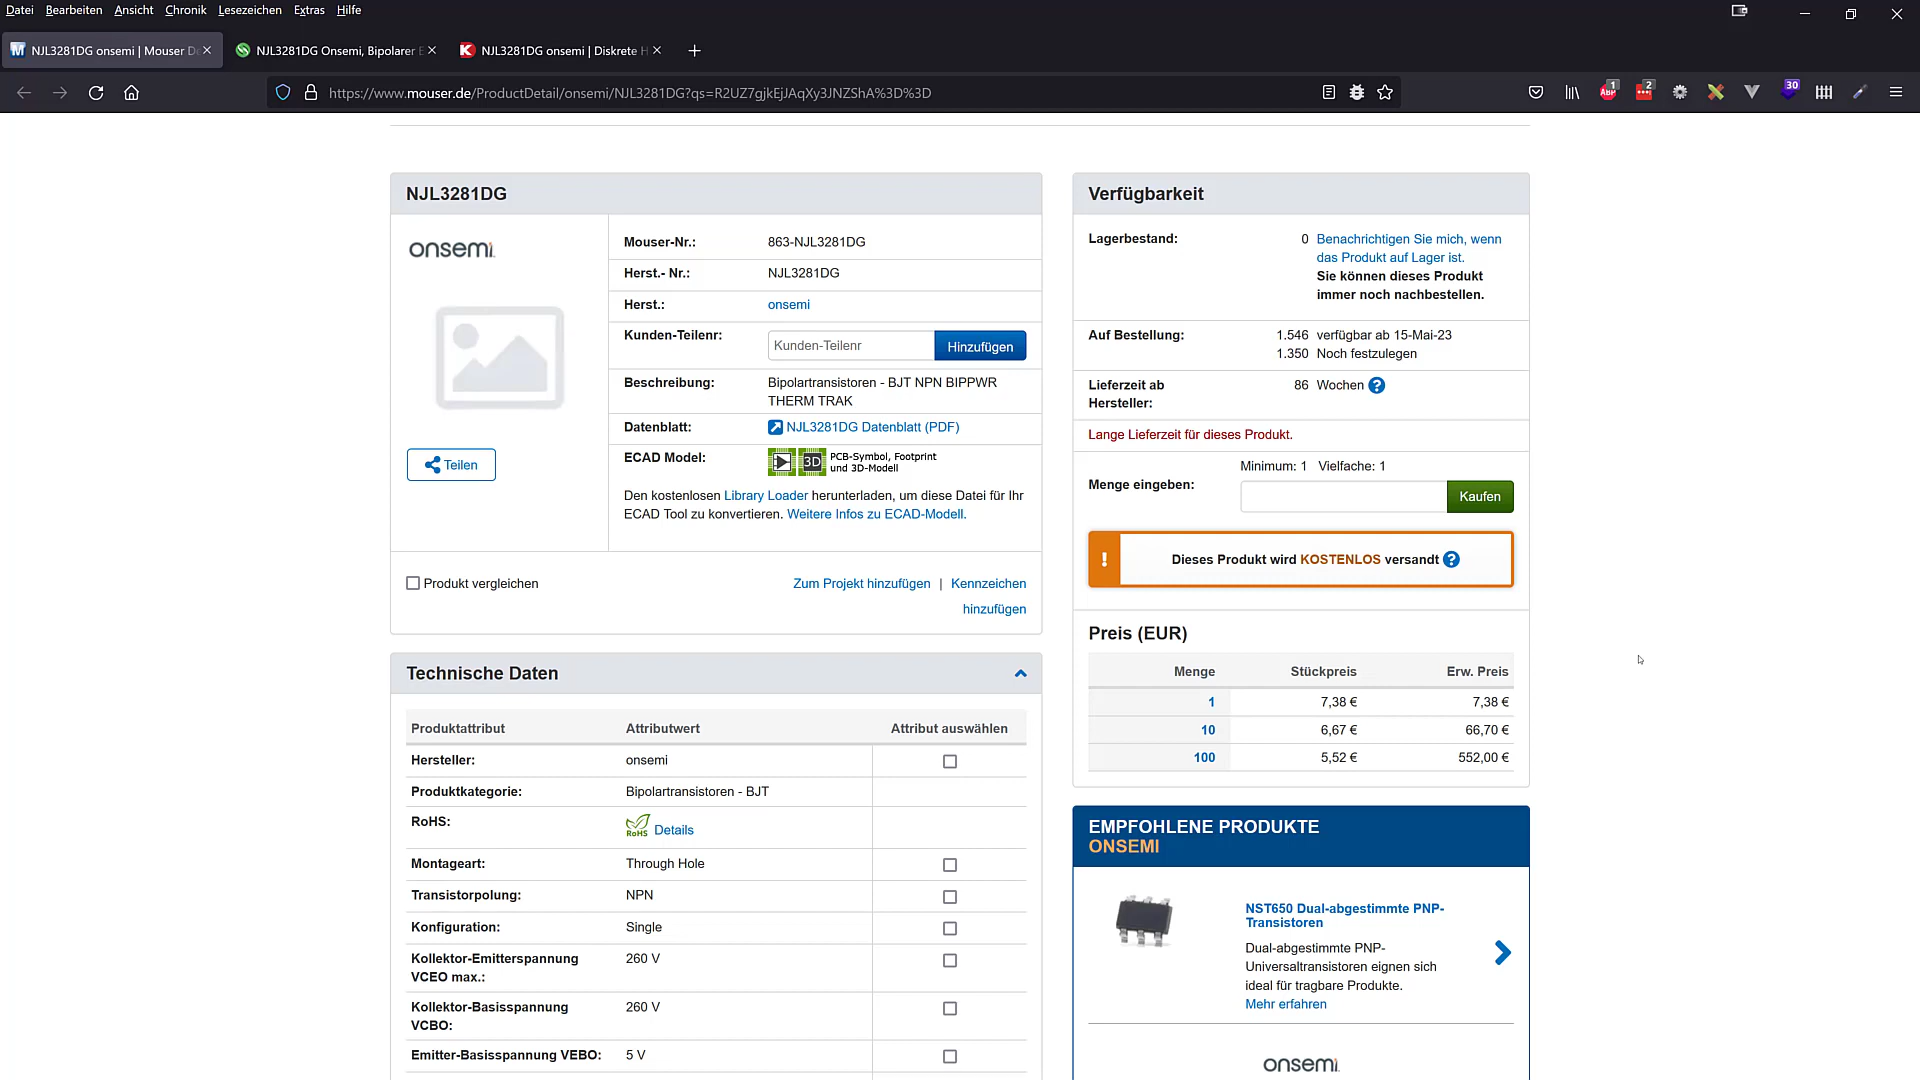 Datei Bearbeiten Ansicht Chronik Lesezeichen Extras Hilfe
NJL3281DG onsemi | Mouser De
NJL3281DG Onsemi, Bipolarer
NJL3281DG onsemi | Diskrete H
https://www.mouser.de/ProductDetail/onsemi/NJL3281DG?qs=R2UZ7gjkEjJAqXy3JNZShA%3D%3D
1
ABP
2
30
NJL3281DG
onsemi
Mouser-Nr.: 863-NJL3281DG
Herst.- Nr.: NJL3281DG
Herst.: onsemi
Kunden-Teilenr: Kunden-Teilenr Hinzufügen
Beschreibung: Bipolartransistoren - BJT NPN BIPPWR
THERM TRAK
Datenblatt: NJL3281DG Datenblatt (PDF)
Teilen
ECAD Model: 3D PCB-Symbol, Footprint
und 3D-Modell
Den kostenlosen Library Loader herunterladen, um diese Datei für Ihr
ECAD Tool zu konvertieren. Weitere Infos zu ECAD-Modell.
Produkt vergleichen
Zum Projekt hinzufügen | Kennzeichen
hinzufügen
Technische Daten
Produktattribut Attributwert Attribut auswählen
Hersteller: onsemi
Produktkategorie: Bipolartransistoren - BJT
RoHS: RoHS Details
Montageart: Through Hole
Transistorpolung: NPN
Konfiguration: Single
Kollektor-Emitterspannung 260 V
VCEO max.:
Kollektor-Basisspannung 260 V
VCBO:
Emitter-Basisspannung VEBO: 5 V
Verfügbarkeit
Lagerbestand: 0 Benachrichtigen Sie mich, wenn
das Produkt auf Lager ist.
Sie können dieses Produkt
immer noch nachbestellen.
Auf Bestellung: 1.546 verfügbar ab 15-Mai-23
1.350 Noch festzulegen
Lieferzeit ab 86 Wochen ?
Hersteller:
Lange Lieferzeit für dieses Produkt.
Minimum: 1 Vielfache: 1
Menge eingeben: Kaufen
! Dieses Produkt wird KOSTENLOS versandt ?
Preis (EUR)
Menge Stückpreis Erw. Preis
1 7,38 € 7,38 €
10 6,67 € 66,70 €
100 5,52 € 552,00 €
EMPFOHLENE PRODUKTE
ONSEMI
NST650 Dual-abgestimmte PNP-
Transistoren
Dual-abgestimmte PNP-
Universaltransistoren eignen sich
ideal für tragbare Produkte.
Mehr erfahren
onsemi